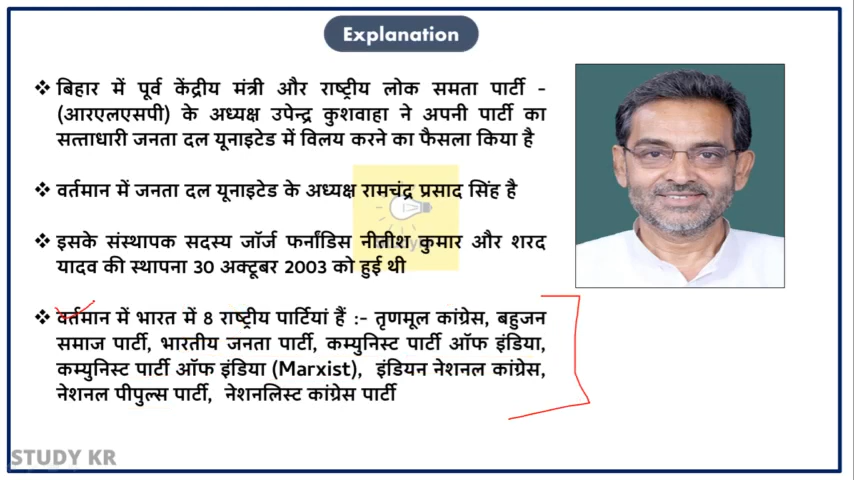 Explanation
❖ बिहार में पूर्व केंद्रीय मंत्री और राष्ट्रीय लोक समता पार्टी -
(आरएलएसपी) के अध्यक्ष उपेन्द्र कुशवाहा ने अपनी पार्टी का
सत्ताधारी जनता दल यूनाइटेड में विलय करने का फैसला किया है
❖ वर्तमान में जनता दल यूनाइटेड के अध्यक्ष रामचंद्र प्रसाद सिंह है
❖ इसके संस्थापक सदस्य जॉर्ज फर्नांडिस नीतीश कुमार और शरद
यादव की स्थापना 30 अक्टूबर 2003 को हुई थी
❖ वर्तमान में भारत में 8 राष्ट्रीय पार्टियां हैं :- तृणमूल कांग्रेस, बहुजन
समाज पार्टी, भारतीय जनता पार्टी, कम्युनिस्ट पार्टी ऑफ इंडिया,
कम्युनिस्ट पार्टी ऑफ इंडिया (Marxist), इंडियन नेशनल कांग्रेस,
नेशनल पीपुल्स पार्टी, नेशनलिस्ट कांग्रेस पार्टी
STUDY KR